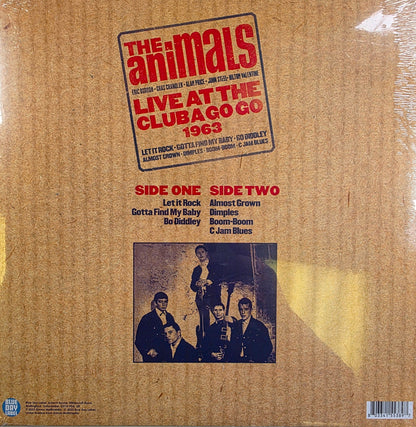 THE
animals
ERIC BURDON · CHAS CHANDLER · ALAN PRICE · JOHN STEEL · HILTON VALENTINE
LIVE AT THE
CLUB A GO GO
1963
LET IT ROCK · GOTTA FIND MY BABY · BO DIDDLEY
ALMOST GROWN · DIMPLES · BOOM-BOOM · C JAM BLUES
SIDE ONE
Let it Rock
Gotta Find My Baby
Bo Diddley
SIDE TWO
Almost Grown
Dimples
Boom-Boom
C Jam Blues
BLUE
DAY